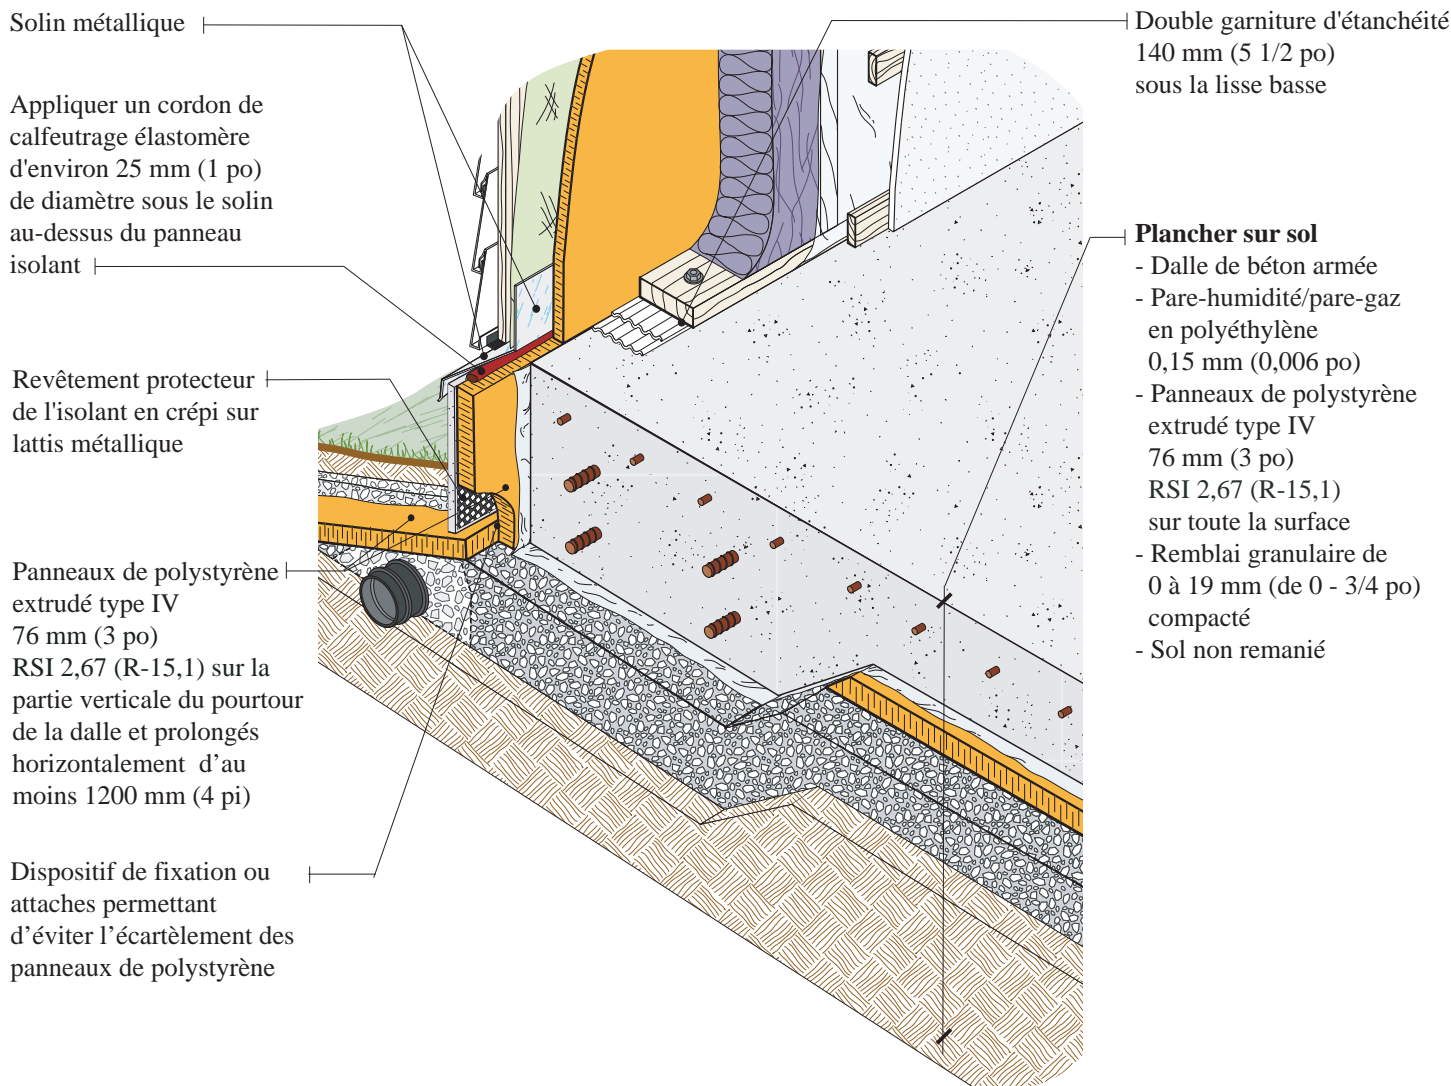 Solin métallique
Appliquer un cordon de
calfeutrage élastomère
d'environ 25 mm (1 po)
de diamètre sous le solin
au-dessus du panneau
isolant
Revêtement protecteur
de l'isolant en crépi sur
lattis métallique
Panneaux de polystyrène
extrudé type IV
76 mm (3 po)
RSI 2,67 (R-15,1) sur la
partie verticale du pourtour
de la dalle et prolongés
horizontalement d’au
moins 1200 mm (4 pi)
Dispositif de fixation ou
attaches permettant
d’éviter l’écartèlement des
panneaux de polystyrène
Double garniture d'étanchéité
140 mm (5 1/2 po)
sous la lisse basse
Plancher sur sol
- Dalle de béton armée
- Pare-humidité/pare-gaz
en polyéthylène
0,15 mm (0,006 po)
- Panneaux de polystyrène
extrudé type IV
76 mm (3 po)
RSI 2,67 (R-15,1)
sur toute la surface
- Remblai granulaire de
0 à 19 mm (de 0 - 3/4 po)
compacté
- Sol non remanié